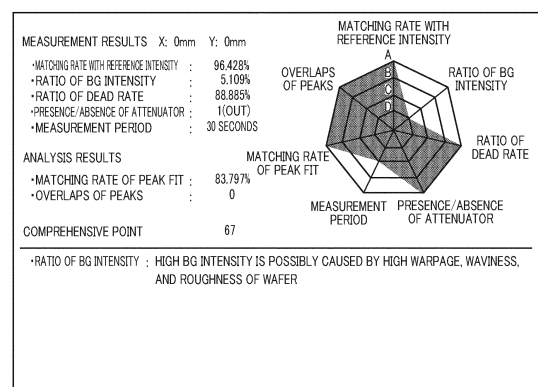 MEASUREMENT RESULTS X: 0mm Y: 0mm
・MATCHING RATE WITH REFERENCE INTENSITY : 96.428%
・RATIO OF BG INTENSITY : 5.109%
・RATIO OF DEAD RATE : 88.885%
・PRESENCE/ABSENCE OF ATTENUATOR : 1(OUT)
・MEASUREMENT PERIOD : 30 SECONDS
ANALYSIS RESULTS
・MATCHING RATE OF PEAK FIT : 83.797%
・OVERLAPS OF PEAKS : 0
COMPREHENSIVE POINT 67
MATCHING RATE WITH
REFERENCE INTENSITY
A
B
C
D
RATIO OF BG
INTENSITY
RATIO OF
DEAD RATE
PRESENCE/ABSENCE
OF ATTENUATOR
MEASUREMENT
PERIOD
MATCHING RATE
OF PEAK FIT
OVERLAPS
OF PEAKS
・RATIO OF BG INTENSITY : HIGH BG INTENSITY IS POSSIBLY CAUSED BY HIGH WARPAGE, WAVINESS,
AND ROUGHNESS OF WAFER